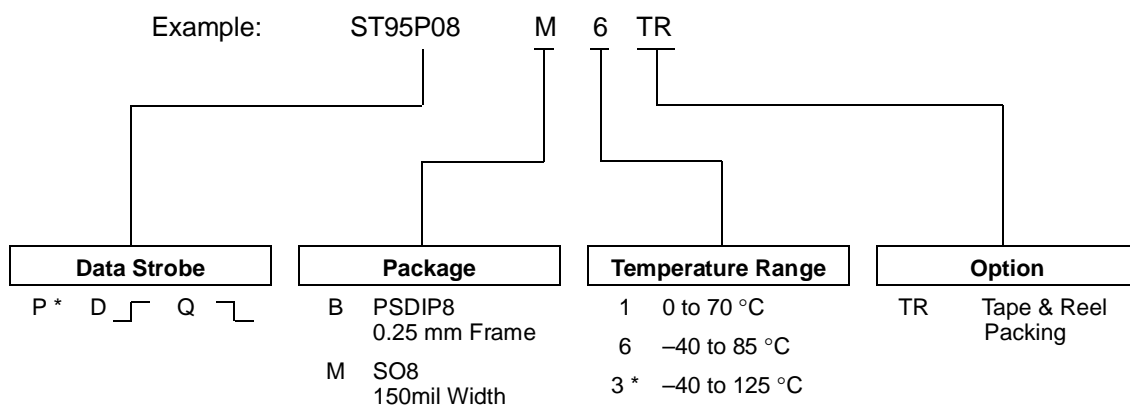 Example: ST95P08 M 6 TR
Data Strobe Package Temperature Range Option
P * D Q
B PSDIP8
0.25 mm Frame
M SO8
150mil Width
1 0 to 70 °C
6 –40 to 85 °C
3 * –40 to 125 °C
TR Tape & Reel
Packing